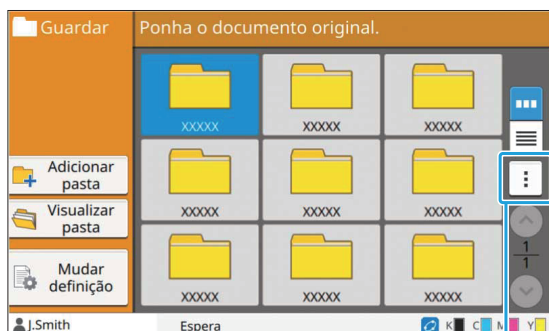 Guardar
Ponha o documento original.
XXXXX XXXXX XXXXX
Adicionar
pasta
XXXXX XXXXX XXXXX
Visualizar
pasta
1
1
Mudar
definição
XXXXX XXXXX XXXXX
J.Smith Espera K C M Y